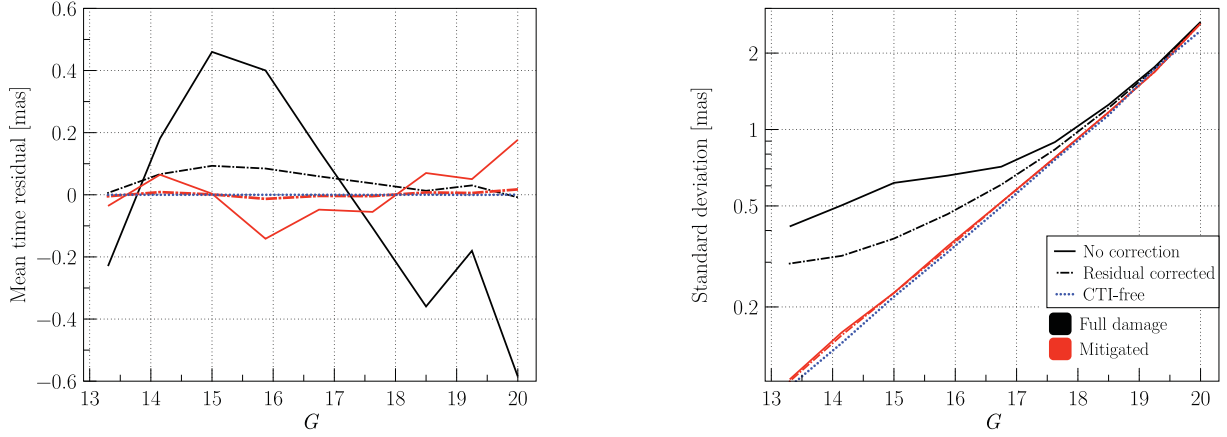 Mean time residual [mas]
0.6
0.4
0.2
0
−0.2
−0.4
−0.6
13 14 15 16 17 18 19 20
G
Standard deviation [mas]
2
1
0.5
0.2
13 14 15 16 17 18 19 20
G
No correction
Residual corrected
CTI-free
Full damage
Mitigated